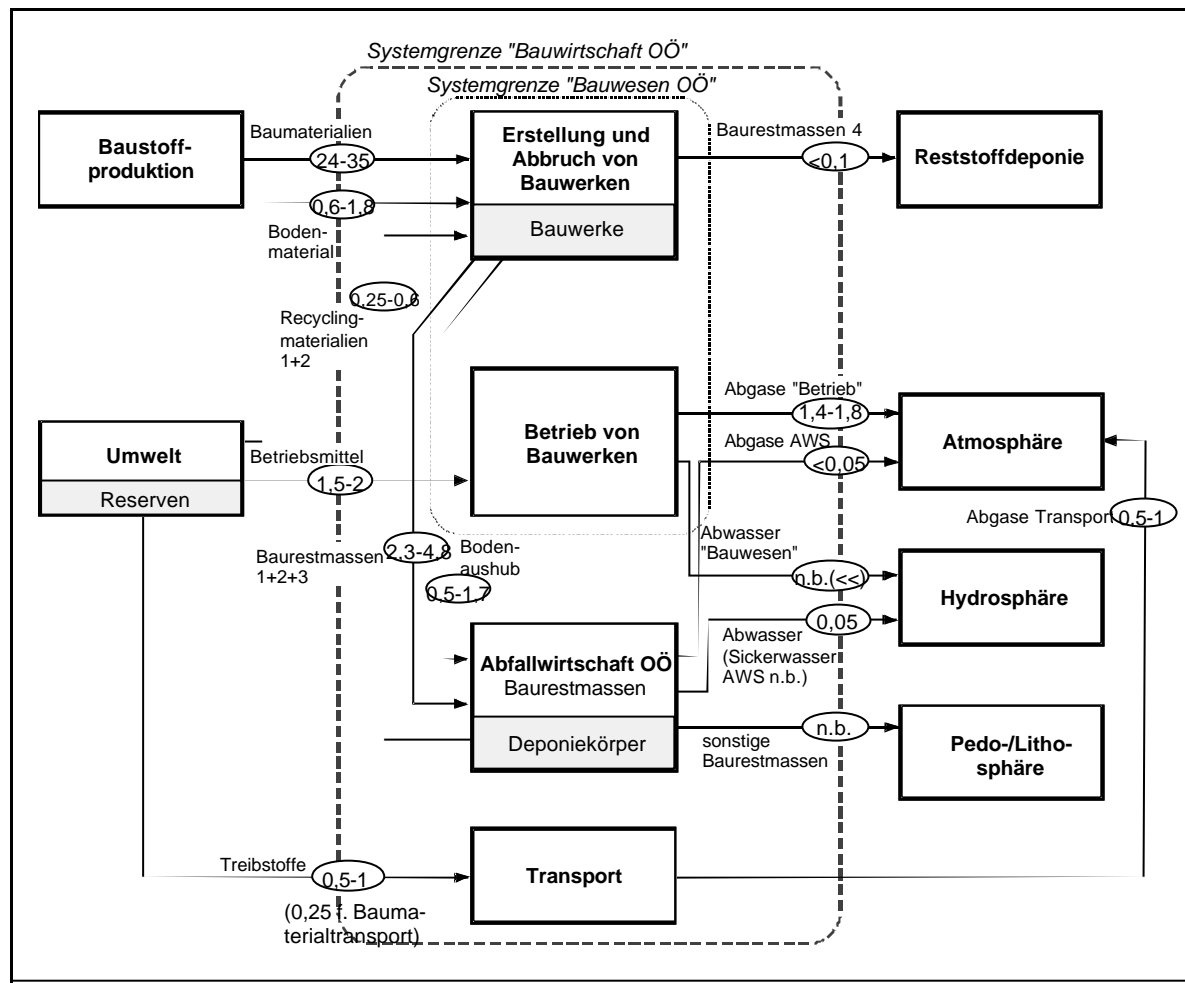 Systemgrenze "Bauwirtschaft OÖ"
Systemgrenze "Bauwesen OÖ"
Baustoff-
produktion
Baumaterialien
24-35
0,6-1,8
Boden-
material
Erstellung und
Abbruch von
Bauwerken
Bauwerke
Baurestmassen 4
<0,1
Reststoffdeponie
0,25-0,6
Recycling-
materialien
1+2
Umwelt
Reserven
Betriebsmittel
1,5-2
Betrieb von
Bauwerken
Abgase "Betrieb"
1,4-1,8
Abgase AWS
<0,05
Atmosphäre
Abgase Transport
0,5-1
Baurestmassen
1+2+3
2,3-4,8
Boden-
aushub
0,5-1,7
Abwasser
"Bauwesen"
n.b.(<<)
Hydrosphäre
0,05
Abwasser
(Sickerwasser
AWS n.b.)
Abfallwirtschaft OÖ
Baurestmassen
Deponiekörper
sonstige
Baurestmassen
n.b.
Pedo-/Litho-
sphäre
Treibstoffe
0,5-1
(0,25 f. Bauma-
terialtransport)
Transport